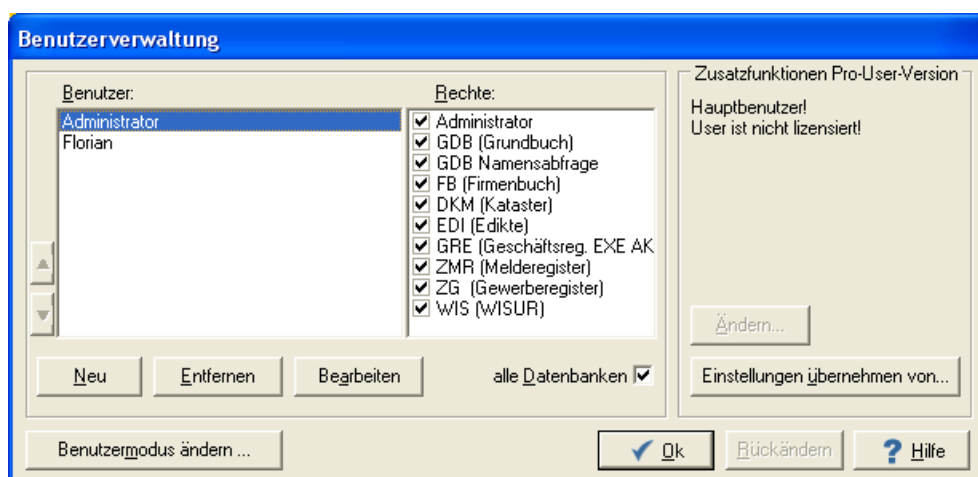 Benutzerverwaltung
Benutzer:
Administrator
Florian
Rechte:
Administrator
GDB (Grundbuch)
GDB Namensabfrage
FB (Firmenbuch)
DKM (Kataster)
EDI (Edikte)
GRE (Geschäftsreg. EXE AK
ZMR (Melderegister)
ZG (Gewerberegister)
WIS (WISUR)
Zusatzfunktionen Pro-User-Version
Hauptbenutzer!
User ist nicht lizensiert!
Ändern...
Neu
Entfernen
Bearbeiten
alle Datenbanken
Einstellungen übernehmen von...
Benutzermodus ändern ...
Ok
Rückändern
? Hilfe